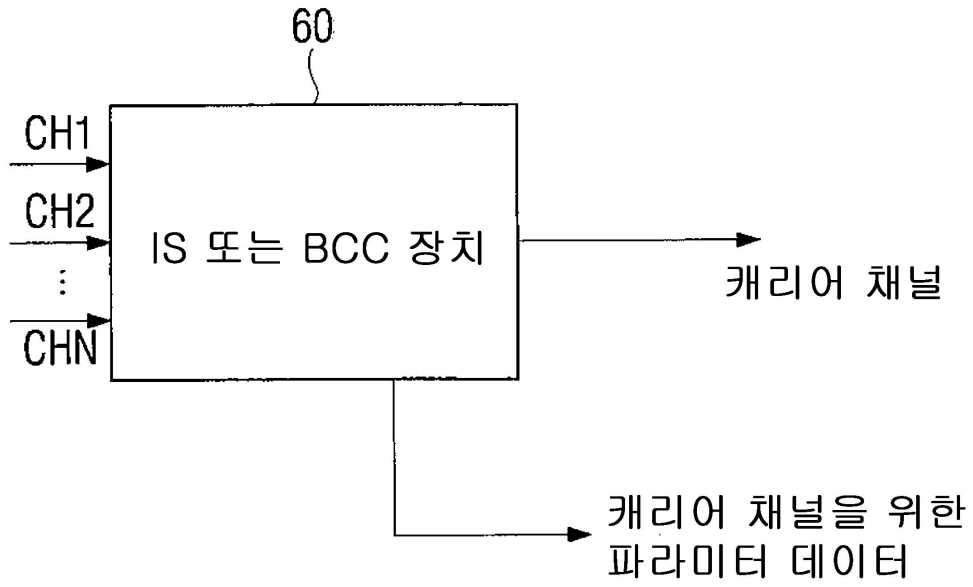 60
CH1
CH2
⋮
CHN
IS 또는 BCC 장치
캐리어 채널
캐리어 채널을 위한
파라미터 데이터